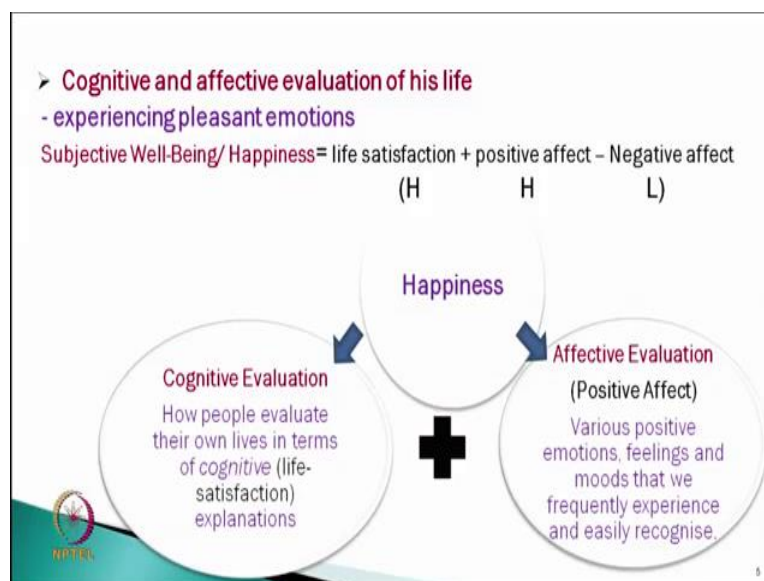 ➤ Cognitive and affective evaluation of his life
- experiencing pleasant emotions
Subjective Well-Being/ Happiness= life satisfaction + positive affect – Negative affect
(H H L)
Happiness
Cognitive Evaluation
How people evaluate
their own lives in terms
of cognitive (life-
satisfaction)
explanations
Affective Evaluation
(Positive Affect)
Various positive
emotions, feelings and
moods that we
frequently experience
and easily recognise.
NPTEL
6